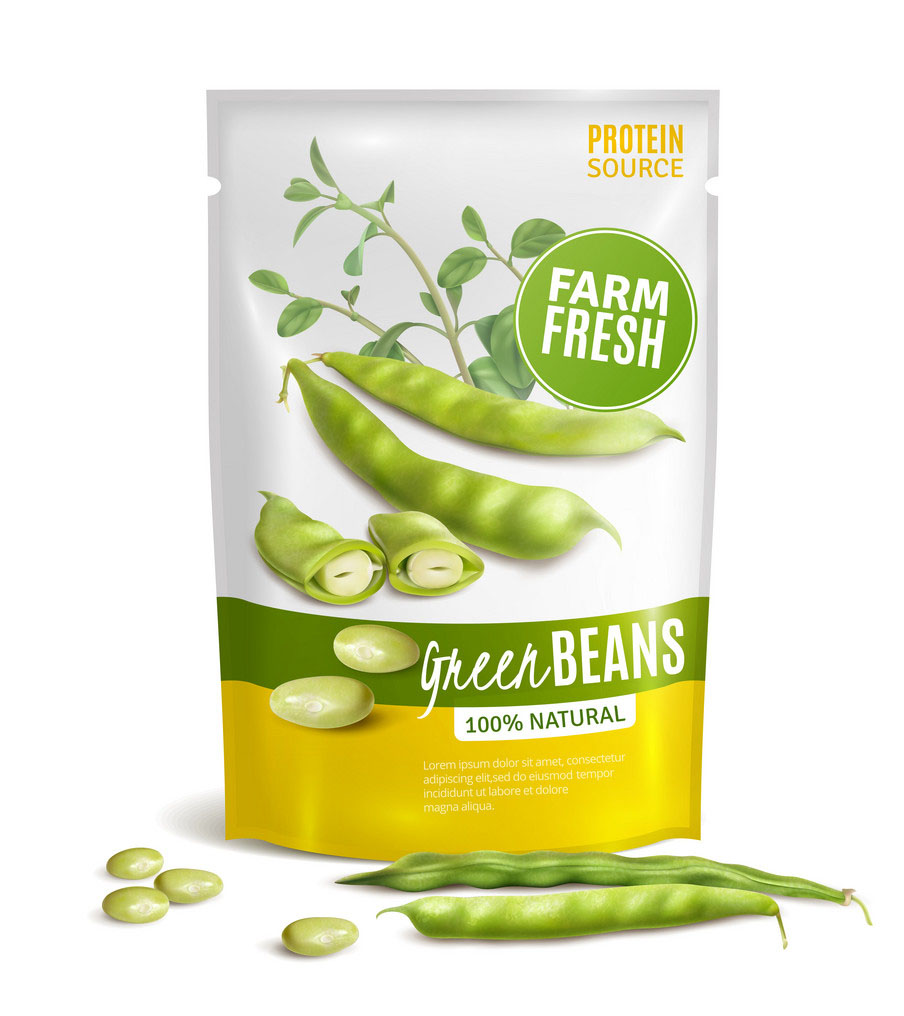 PROTEIN
SOURCE
FARM
FRESH
Green BEANS
100% NATURAL
Lorem ipsum dolor sit amet, consectetur
adipiscing elit,sed do eiusmod tempor
incididunt ut labore et dolore
magna aliqua.